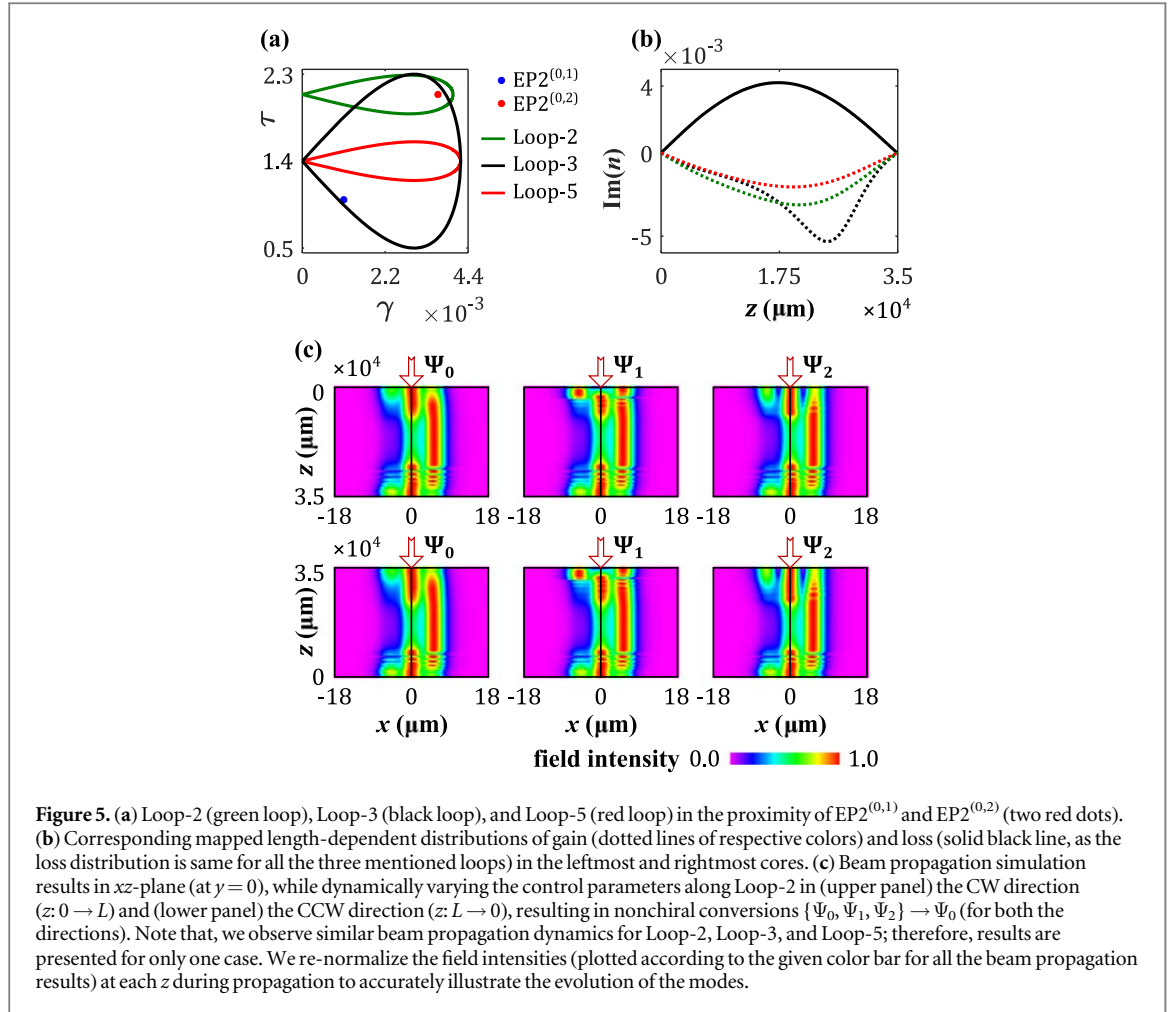 (a)
(b)
2.3
τ
1.4
0.5
0 2.2 4.4
γ × 10⁻³
EP2⁽⁰,¹⁾
EP2⁽⁰,²⁾
Loop-2
Loop-3
Loop-5
× 10⁻³
4
Im(n)
0
-5
0 1.75 3.5
z (μm) × 10⁴
(c)
×10⁴ Ψ₀ Ψ₁ Ψ₂
0
z (μm)
3.5
-18 0 18 -18 0 18 -18 0 18
×10⁴ Ψ₀ Ψ₁ Ψ₂
3.5
z (μm)
0
-18 0 18 -18 0 18 -18 0 18
x (μm) x (μm) x (μm)
field intensity 0.0 1.0
Figure 5. (a) Loop-2 (green loop), Loop-3 (black loop), and Loop-5 (red loop) in the proximity of EP2⁽⁰,¹⁾ and EP2⁽⁰,²⁾ (two red dots).
(b) Corresponding mapped length-dependent distributions of gain (dotted lines of respective colors) and loss (solid black line, as the
loss distribution is same for all the three mentioned loops) in the leftmost and rightmost cores. (c) Beam propagation simulation
results in xz-plane (at y = 0), while dynamically varying the control parameters along Loop-2 in (upper panel) the CW direction
(z: 0 → L) and (lower panel) the CCW direction (z: L → 0), resulting in nonchiral conversions {Ψ₀, Ψ₁, Ψ₂} → Ψ₀ (for both the
directions). Note that, we observe similar beam propagation dynamics for Loop-2, Loop-3, and Loop-5; therefore, results are
presented for only one case. We re-normalize the field intensities (plotted according to the given color bar for all the beam propagation
results) at each z during propagation to accurately illustrate the evolution of the modes.